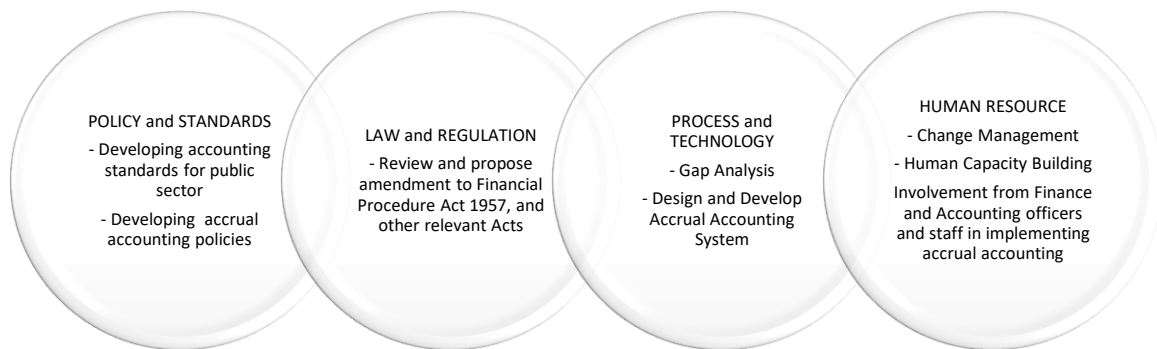 POLICY and STANDARDS
- Developing accounting
standards for public
sector
- Developing accrual
accounting policies
LAW and REGULATION
- Review and propose
amendment to Financial
Procedure Act 1957, and
other relevant Acts
PROCESS and
TECHNOLOGY
- Gap Analysis
- Design and Develop
Accrual Accounting
System
HUMAN RESOURCE
- Change Management
- Human Capacity Building
Involvement from Finance
and Accounting officers
and staff in implementing
accrual accounting